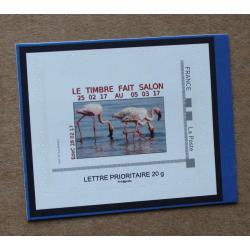 LE TIMBRE FAIT SALON
25 02 17 AU 05 03 17
FRANCE
La Poste
LETTRE PRIORITAIRE 20 g